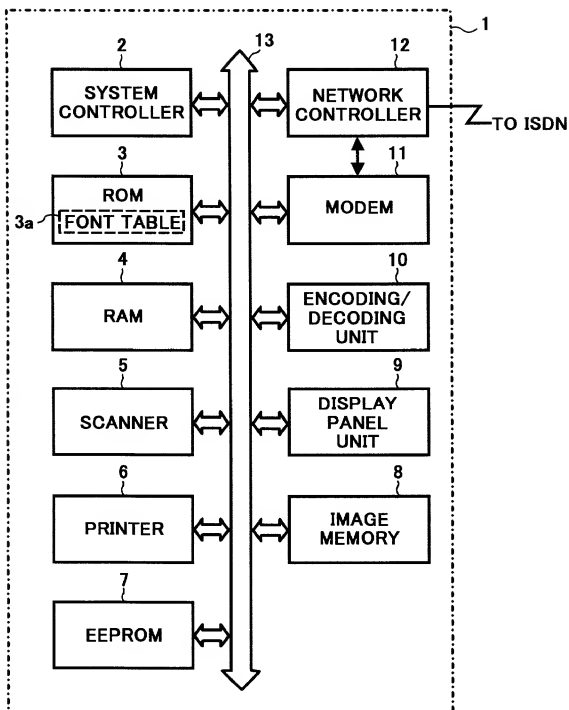 1
13
2
SYSTEM
CONTROLLER
12
NETWORK
CONTROLLER
TO ISDN
3
ROM
3a
FONT TABLE
11
MODEM
4
RAM
10
ENCODING/
DECODING
UNIT
5
SCANNER
9
DISPLAY
PANEL
UNIT
6
PRINTER
8
IMAGE
MEMORY
7
EEPROM